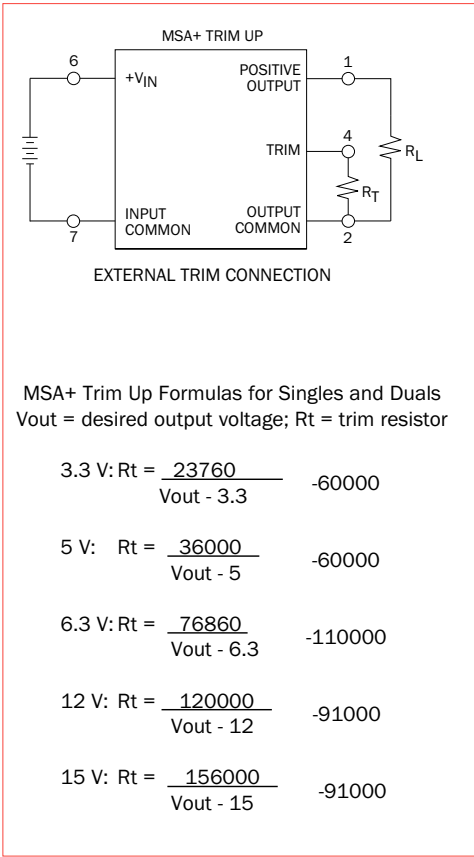 MSA+ TRIM UP
6
+VIN
POSITIVE
OUTPUT
1
TRIM
4
RL
RT
7
INPUT
COMMON
OUTPUT
COMMON
2
EXTERNAL TRIM CONNECTION
MSA+ Trim Up Formulas for Singles and Duals
Vout = desired output voltage; Rt = trim resistor
3.3 V: Rt = 23760
Vout - 3.3
-60000
5 V: Rt = 36000
Vout - 5
-60000
6.3 V: Rt = 76860
Vout - 6.3
-110000
12 V: Rt = 120000
Vout - 12
-91000
15 V: Rt = 156000
Vout - 15
-91000